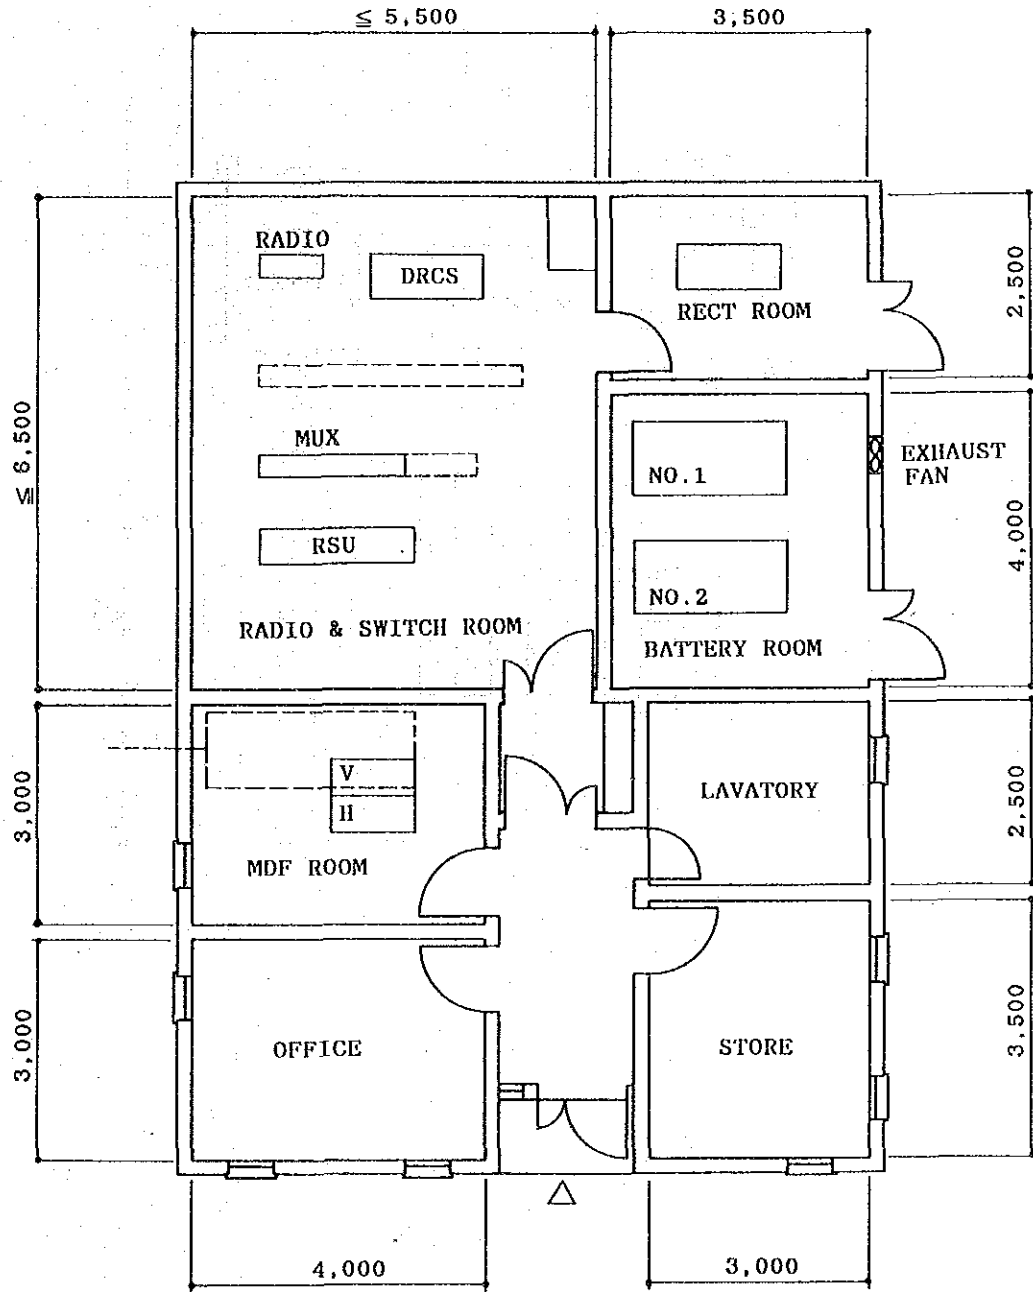 ≦ 5,500
3,500
RADIO
DRCS
RECT ROOM
2,500
≦ 6,500
MUX
NO.1
EXHAUST
FAN
RSU
4,000
NO.2
RADIO & SWITCH ROOM
BATTERY ROOM
V
H
LAVATORY
3,000
2,500
MDF ROOM
OFFICE
STORE
3,000
3,500
4,000
3,000